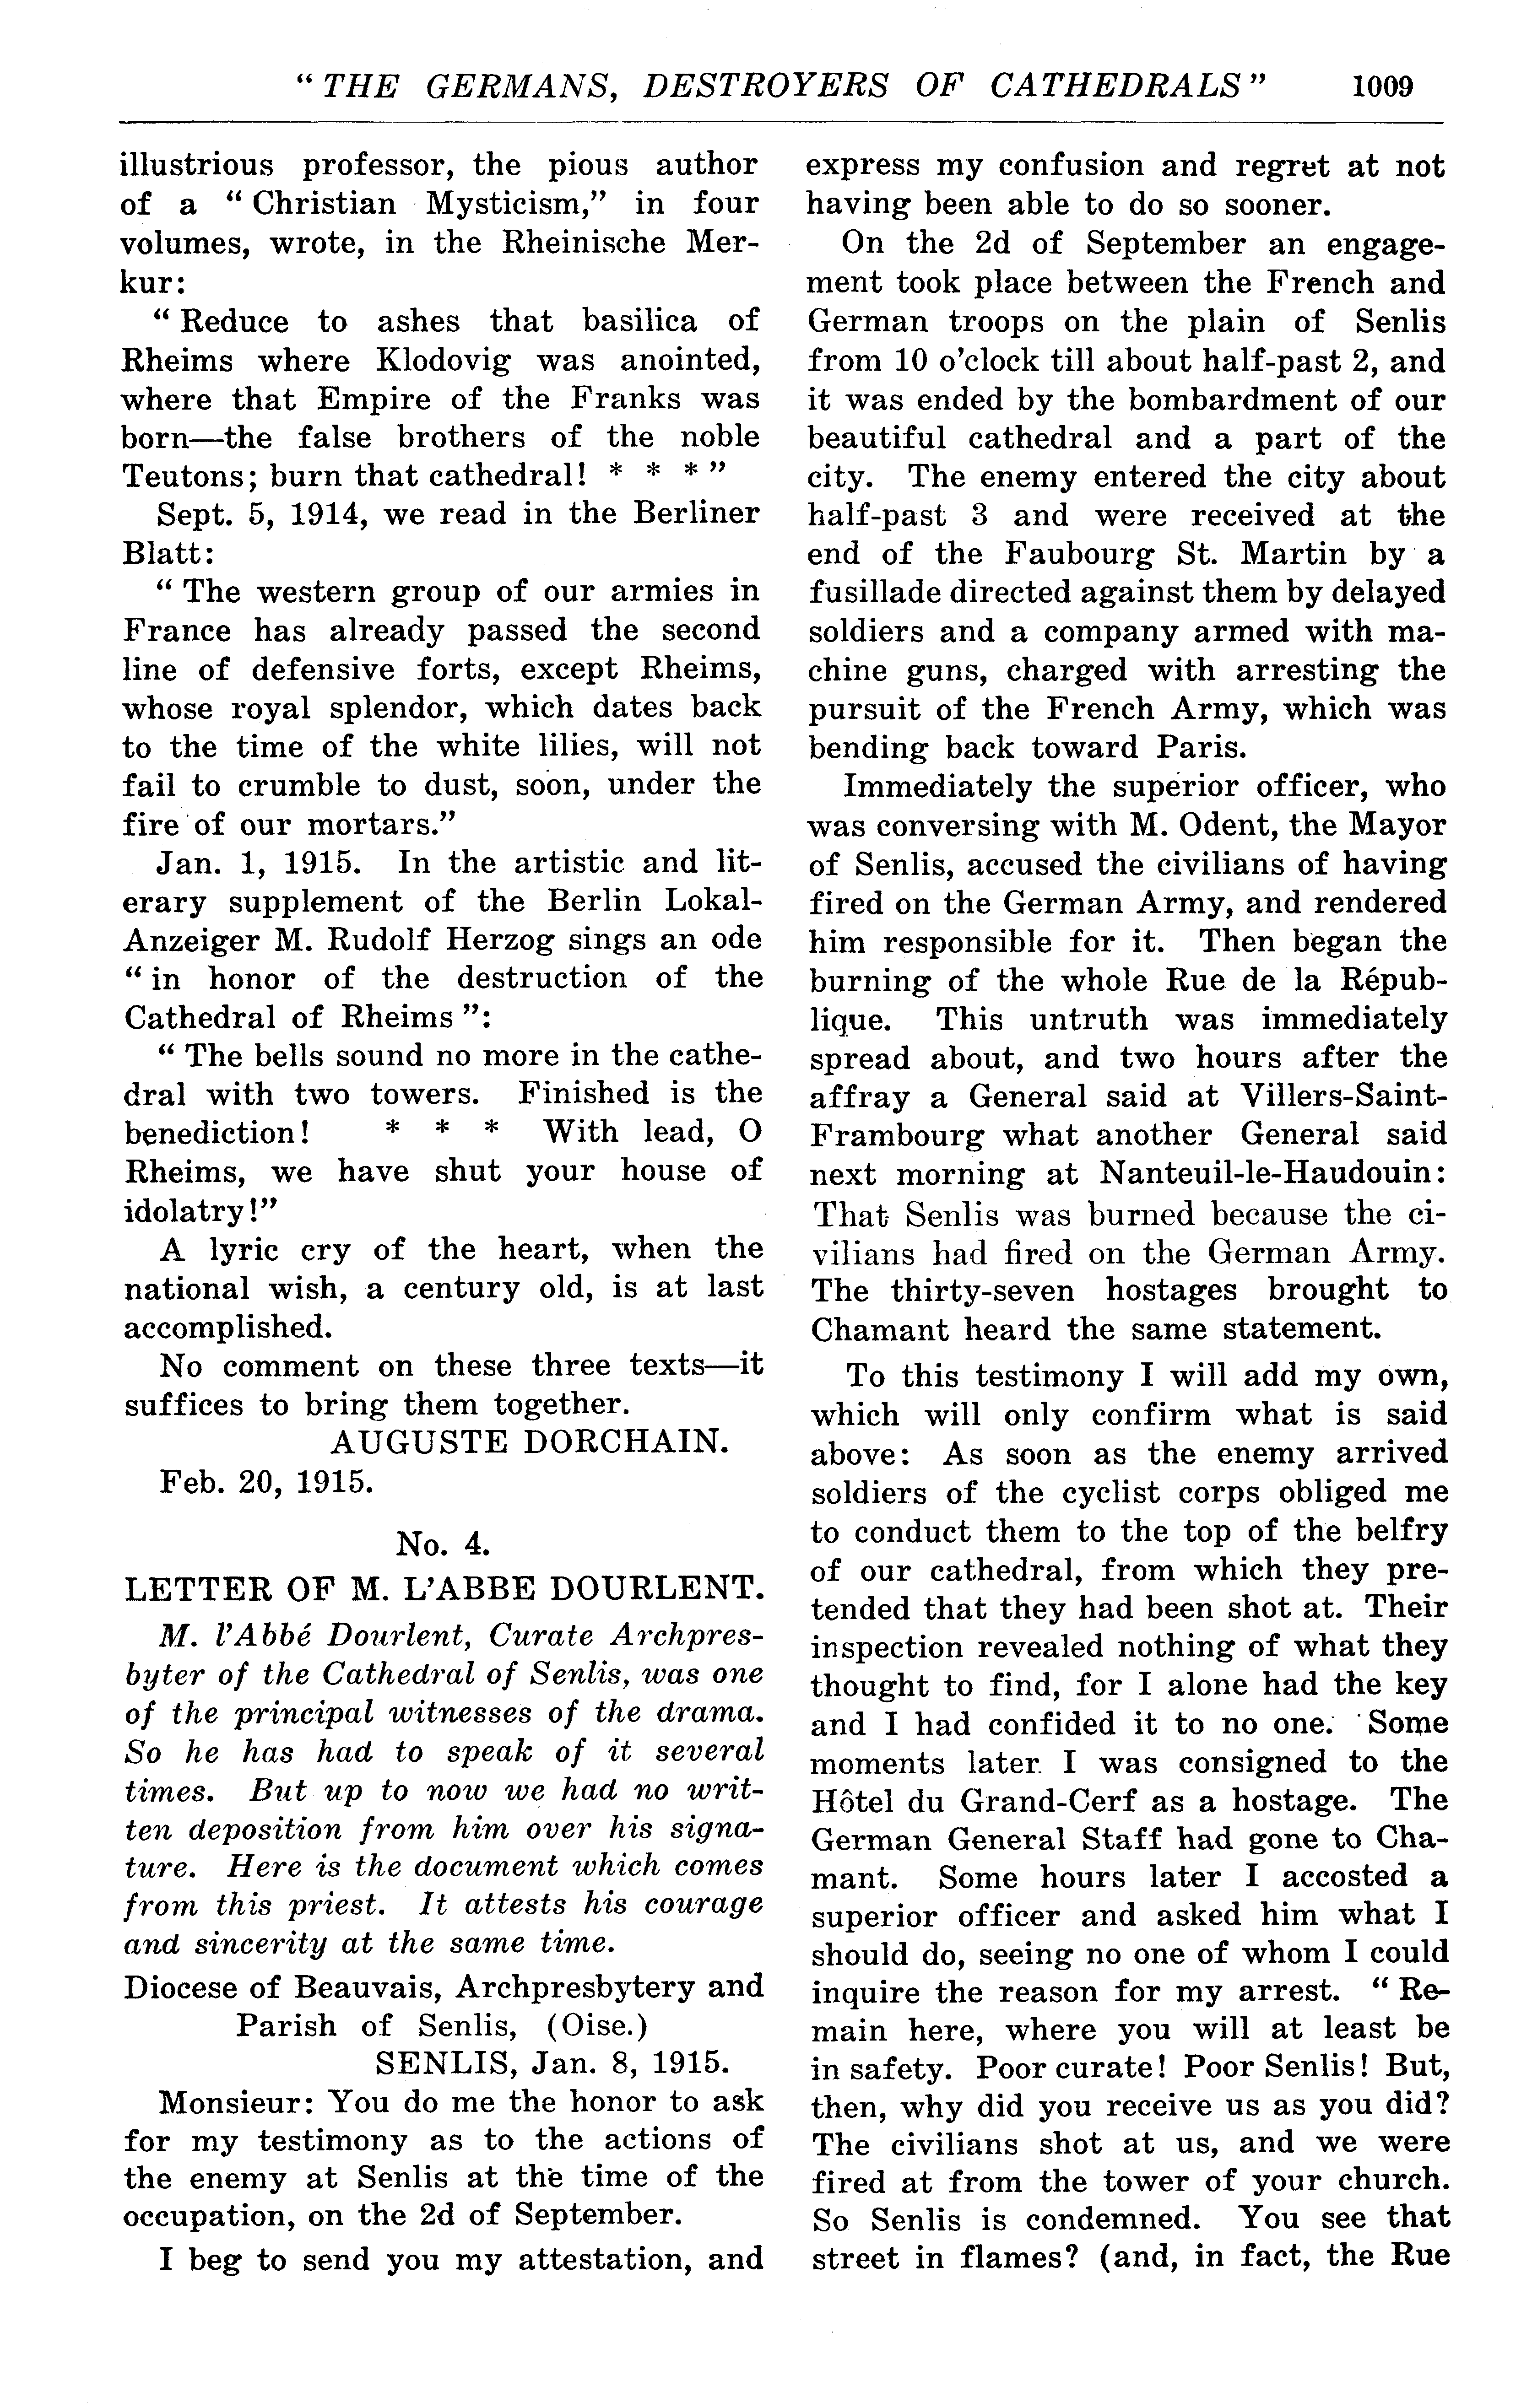 "THE GERMANS, DESTROYERS OF CATHEDRALS" 1009
illustrious professor, the pious author
of a "Christian Mysticism," in four
volumes, wrote, in the Rheinische Mer-
kur:
"Reduce to ashes that basilica of
Rheims where Klodovig was anointed,
where that Empire of the Franks was
born—the false brothers of the noble
Teutons; burn that cathedral! * * *"
Sept. 5, 1914, we read in the Berliner
Blatt:
"The western group of our armies in
France has already passed the second
line of defensive forts, except Rheims,
whose royal splendor, which dates back
to the time of the white lilies, will not
fail to crumble to dust, soon, under the
fire of our mortars."
Jan. 1, 1915. In the artistic and lit-
erary supplement of the Berlin Lokal-
Anzeiger M. Rudolf Herzog sings an ode
"in honor of the destruction of the
Cathedral of Rheims":
"The bells sound no more in the cathe-
dral with two towers. Finished is the
benediction! * * * With lead, O
Rheims, we have shut your house of
idolatry!"
A lyric cry of the heart, when the
national wish, a century old, is at last
accomplished.
No comment on these three texts—it
suffices to bring them together.
AUGUSTE DORCHAIN.
Feb. 20, 1915.
No. 4.
LETTER OF M. L'ABBE DOURLENT.
M. l'Abbé Dourlent, Curate Archpres-
byter of the Cathedral of Senlis, was one
of the principal witnesses of the drama.
So he has had to speak of it several
times. But up to now we had no writ-
ten deposition from him over his signa-
ture. Here is the document which comes
from this priest. It attests his courage
and sincerity at the same time.
Diocese of Beauvais, Archpresbytery and
Parish of Senlis, (Oise.)
SENLIS, Jan. 8, 1915.
Monsieur: You do me the honor to ask
for my testimony as to the actions of
the enemy at Senlis at the time of the
occupation, on the 2d of September.
I beg to send you my attestation, and
express my confusion and regret at not
having been able to do so sooner.
On the 2d of September an engage-
ment took place between the French and
German troops on the plain of Senlis
from 10 o'clock till about half-past 2, and
it was ended by the bombardment of our
beautiful cathedral and a part of the
city. The enemy entered the city about
half-past 3 and were received at the
end of the Faubourg St. Martin by a
fusillade directed against them by delayed
soldiers and a company armed with ma-
chine guns, charged with arresting the
pursuit of the French Army, which was
bending back toward Paris.
Immediately the superior officer, who
was conversing with M. Odent, the Mayor
of Senlis, accused the civilians of having
fired on the German Army, and rendered
him responsible for it. Then began the
burning of the whole Rue de la Répub-
lique. This untruth was immediately
spread about, and two hours after the
affray a General said at Villers-Saint-
Frambourg what another General said
next morning at Nanteuil-le-Haudouin:
That Senlis was burned because the ci-
vilians had fired on the German Army.
The thirty-seven hostages brought to
Chamant heard the same statement.
To this testimony I will add my own,
which will only confirm what is said
above: As soon as the enemy arrived
soldiers of the cyclist corps obliged me
to conduct them to the top of the belfry
of our cathedral, from which they pre-
tended that they had been shot at. Their
inspection revealed nothing of what they
thought to find, for I alone had the key
and I had confided it to no one. Some
moments later I was consigned to the
Hôtel du Grand-Cerf as a hostage. The
German General Staff had gone to Cha-
mant. Some hours later I accosted a
superior officer and asked him what I
should do, seeing no one of whom I could
inquire the reason for my arrest. "Re-
main here, where you will at least be
in safety. Poor curate! Poor Senlis! But,
then, why did you receive us as you did?
The civilians shot at us, and we were
fired at from the tower of your church.
So Senlis is condemned. You see that
street in flames? (and, in fact, the Rue